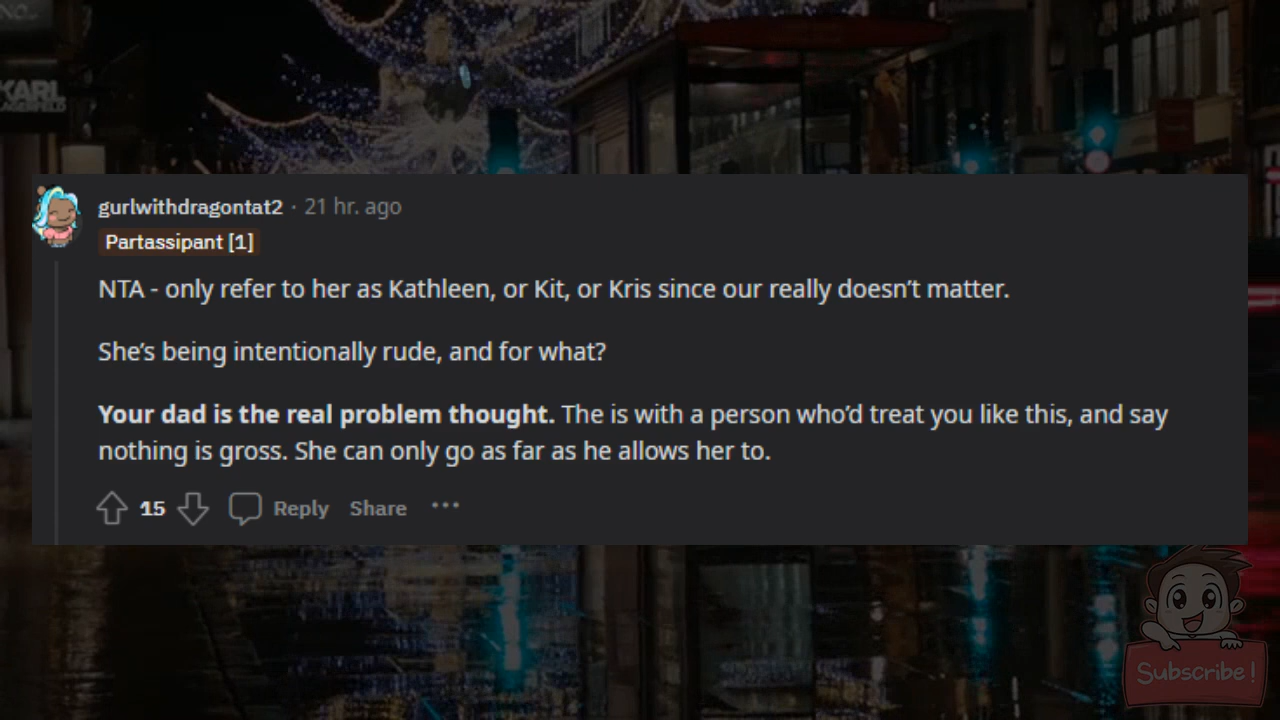 NO..
KARL
LAGERFELD
gurlwithdragontat2 · 21 hr. ago
Partassipant [1]
NTA - only refer to her as Kathleen, or Kit, or Kris since our really doesn’t matter.
She’s being intentionally rude, and for what?
Your dad is the real problem thought. The is with a person who’d treat you like this, and say
nothing is gross. She can only go as far as he allows her to.
15 Reply Share ...
Subscribe !